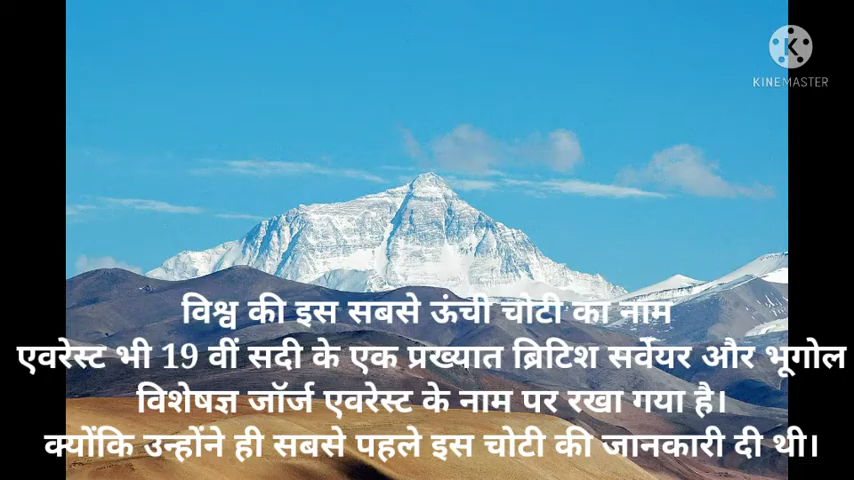 KINEMASTER
विश्व की इस सबसे ऊंची चोटी का नाम
एवरेस्ट भी 19 वीं सदी के एक प्रख्यात ब्रिटिश सर्वेयर और भूगोल
विशेषज्ञ जॉर्ज एवरेस्ट के नाम पर रखा गया है।
क्योंकि उन्होंने ही सबसे पहले इस चोटी की जानकारी दी थी।